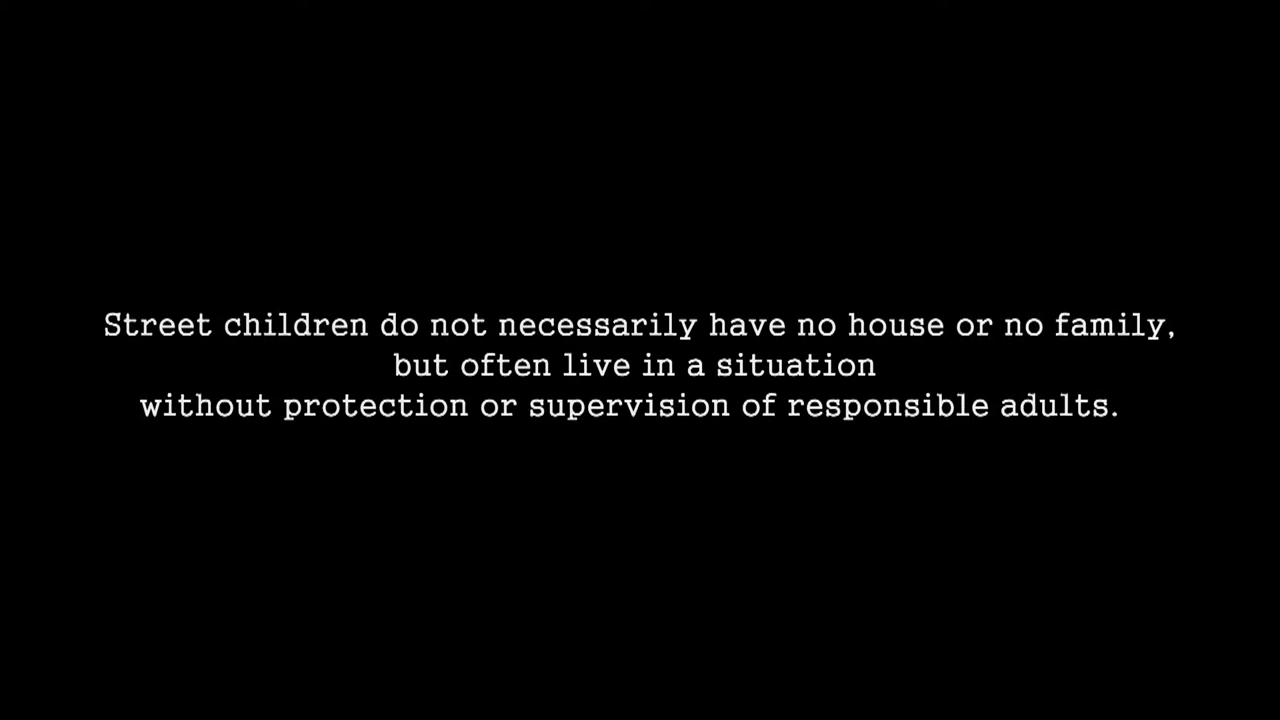 Street children do not necessarily have no house or no family,
but often live in a situation
without protection or supervision of responsible adults.